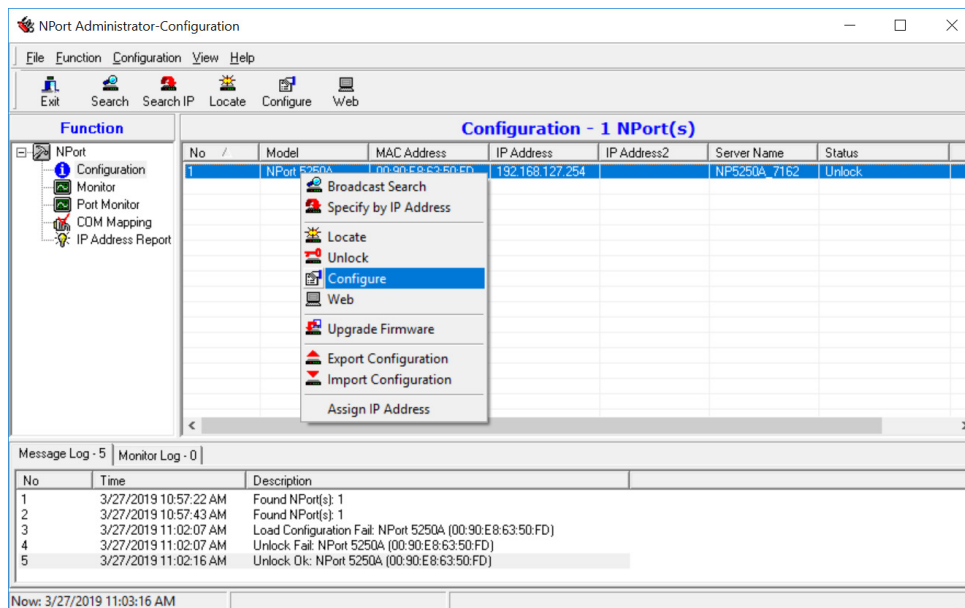 NPort Administrator-Configuration
File Function Configuration View Help
Exit Search Search IP Locate Configure Web
Function
Configuration - 1 NPort(s)
NPort
Configuration
Monitor
Port Monitor
COM Mapping
IP Address Report
No Model MAC Address IP Address IP Address2 Server Name Status
1 NPort 5250A 00:90:E8:63:50:FD 192.168.127.254 NP5250A_7162 Unlock
Broadcast Search
Specify by IP Address
Locate
Unlock
Configure
Web
Upgrade Firmware
Export Configuration
Import Configuration
Assign IP Address
Message Log - 5 Monitor Log - 0
No Time Description
1 3/27/2019 10:57:22 AM Found NPort(s): 1
2 3/27/2019 10:57:43 AM Found NPort(s): 1
3 3/27/2019 11:02:07 AM Load Configuration Fail: NPort 5250A (00:90:E8:63:50:FD)
4 3/27/2019 11:02:07 AM Unlock Fail: NPort 5250A (00:90:E8:63:50:FD)
5 3/27/2019 11:02:16 AM Unlock Ok: NPort 5250A (00:90:E8:63:50:FD)
Now: 3/27/2019 11:03:16 AM